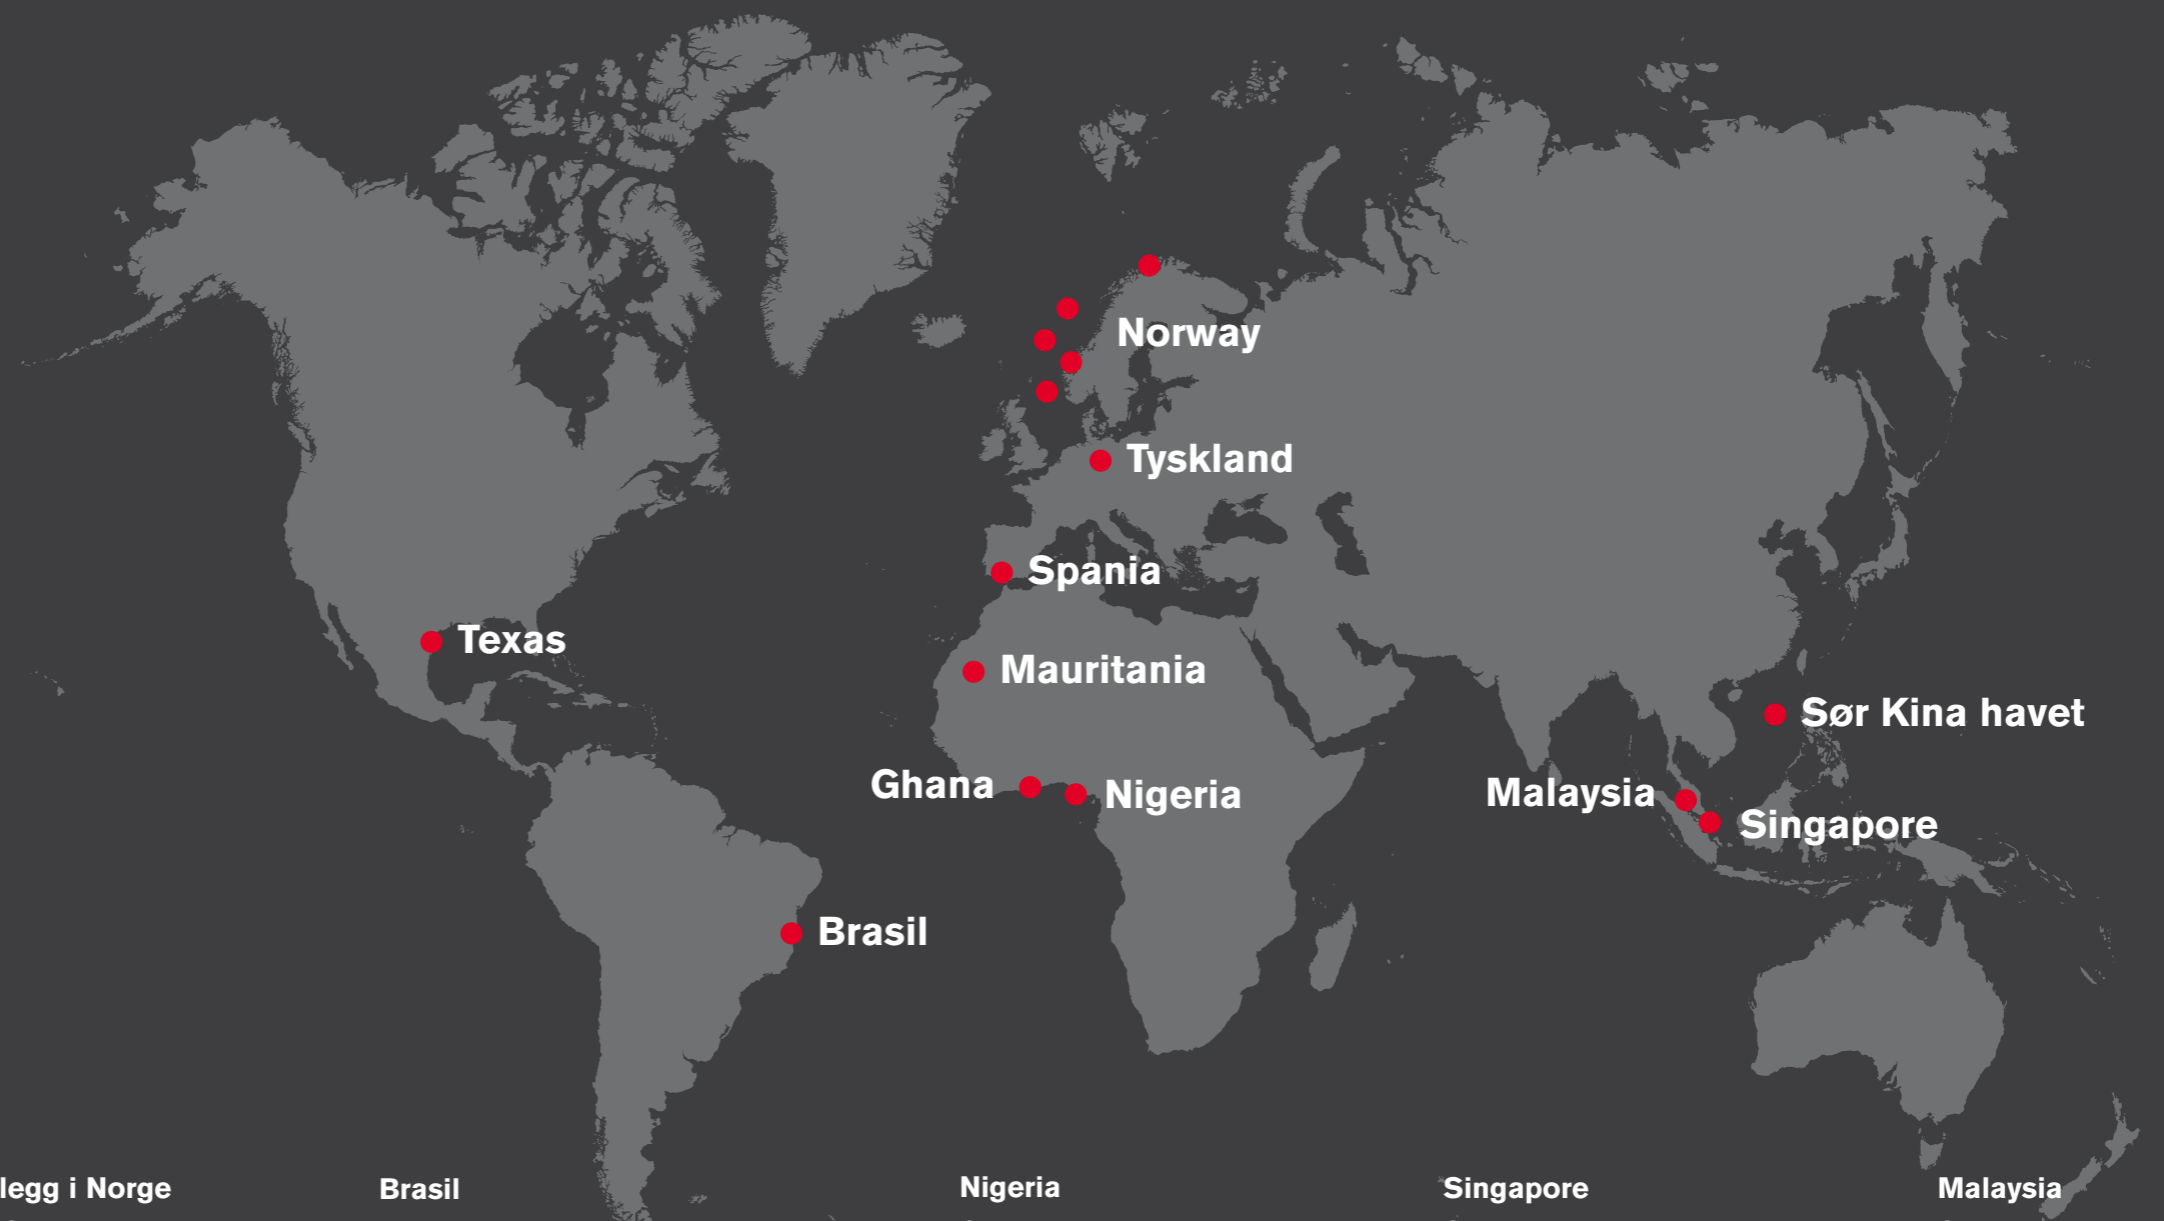 Norway
Tyskland
Spania
Texas
Mauritania
Sør Kina havet
Ghana
Nigeria
Malaysia
Singapore
Brasil
legg i Norge
Brasil
Nigeria
Singapore
Malaysia